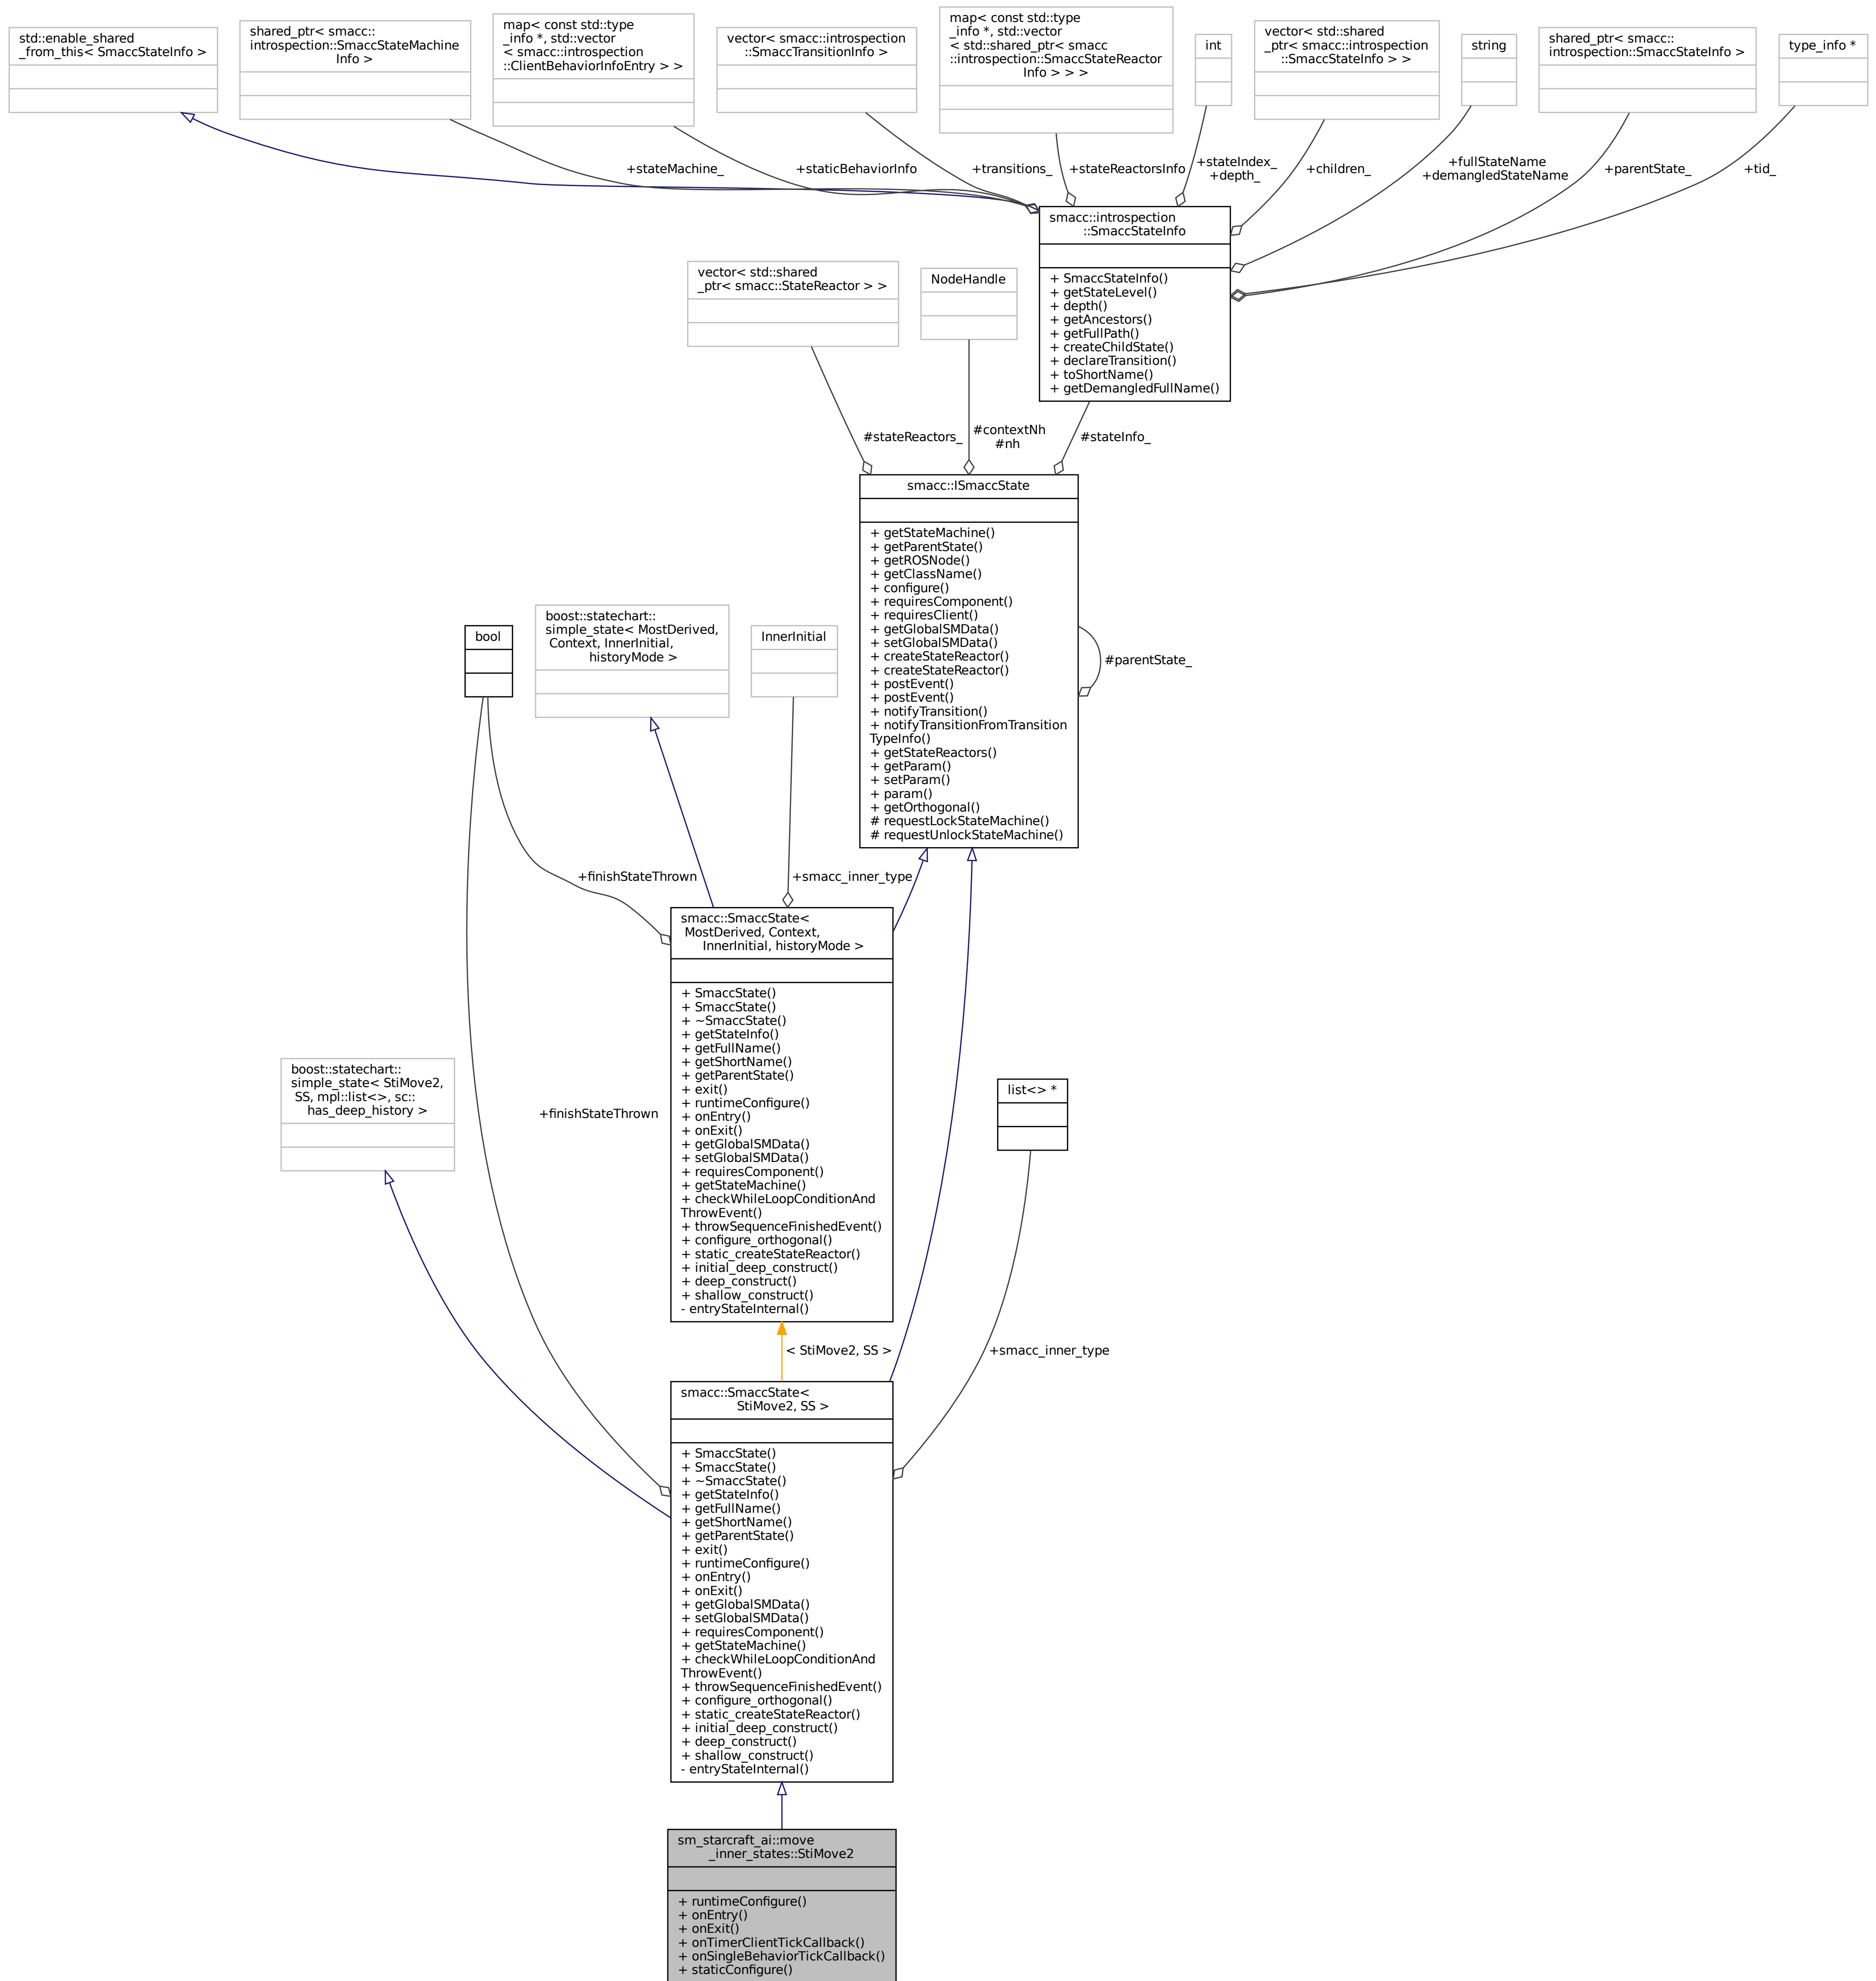 std::enable_shared
_from_this< SmaccStateInfo >
shared_ptr< smacc::
introspection::SmaccStateMachine
Info >
map< const std::type
_info *, std::vector
< smacc::introspection
::ClientBehaviorInfoEntry > >
vector< smacc::introspection
::SmaccTransitionInfo >
map< const std::type
_info *, std::vector
< std::shared_ptr< smacc
::introspection::SmaccStateReactor
Info > > >
int
vector< std::shared
_ptr< smacc::introspection
::SmaccStateInfo > >
string
shared_ptr< smacc::
introspection::SmaccStateInfo >
type_info *
+stateMachine_
+staticBehaviorInfo
+transitions_
+stateReactorsInfo
+stateIndex_
+depth_
+children_
+fullStateName
+demangledStateName
+parentState_
+tid_
smacc::introspection
::SmaccStateInfo
+ SmaccStateInfo()
+ getStateLevel()
+ depth()
+ getAncestors()
+ getFullPath()
+ createChildState()
+ declareTransition()
+ toShortName()
+ getDemangledFullName()
vector< std::shared
_ptr< smacc::StateReactor > >
NodeHandle
#stateReactors_
#contextNh
#nh
#stateInfo_
smacc::ISmaccState
+ getStateMachine()
+ getParentState()
+ getROSNode()
+ getClassName()
+ configure()
+ requiresComponent()
+ requiresClient()
+ getGlobalSMData()
+ setGlobalSMData()
+ createStateReactor()
+ createStateReactor()
+ postEvent()
+ postEvent()
+ notifyTransition()
+ notifyTransitionFromTransition
TypeInfo()
+ getStateReactors()
+ getParam()
+ setParam()
+ param()
+ getOrthogonal()
# requestLockStateMachine()
# requestUnlockStateMachine()
#parentState_
bool
boost::statechart::
simple_state< MostDerived,
Context, InnerInitial,
historyMode >
InnerInitial
+finishStateThrown
+smacc_inner_type
smacc::SmaccState<
MostDerived, Context,
InnerInitial, historyMode >
+ SmaccState()
+ SmaccState()
+ ~SmaccState()
+ getStateInfo()
+ getFullName()
+ getShortName()
+ getParentState()
+ exit()
+ runtimeConfigure()
+ onEntry()
+ onExit()
+ getGlobalSMData()
+ setGlobalSMData()
+ requiresComponent()
+ getStateMachine()
+ checkWhileLoopConditionAnd
ThrowEvent()
+ throwSequenceFinishedEvent()
+ configure_orthogonal()
+ static_createStateReactor()
+ initial_deep_construct()
+ deep_construct()
+ shallow_construct()
- entryStateInternal()
boost::statechart::
simple_state< StiMove2,
SS, mpl::list<>, sc::
has_deep_history >
+finishStateThrown
list<> *
< StiMove2, SS >
+smacc_inner_type
smacc::SmaccState<
StiMove2, SS >
+ SmaccState()
+ SmaccState()
+ ~SmaccState()
+ getStateInfo()
+ getFullName()
+ getShortName()
+ getParentState()
+ exit()
+ runtimeConfigure()
+ onEntry()
+ onExit()
+ getGlobalSMData()
+ setGlobalSMData()
+ requiresComponent()
+ getStateMachine()
+ checkWhileLoopConditionAnd
ThrowEvent()
+ throwSequenceFinishedEvent()
+ configure_orthogonal()
+ static_createStateReactor()
+ initial_deep_construct()
+ deep_construct()
+ shallow_construct()
- entryStateInternal()
sm_starcraft_ai::move
_inner_states::StiMove2
+ runtimeConfigure()
+ onEntry()
+ onExit()
+ onTimerClientTickCallback()
+ onSingleBehaviorTickCallback()
+ staticConfigure()